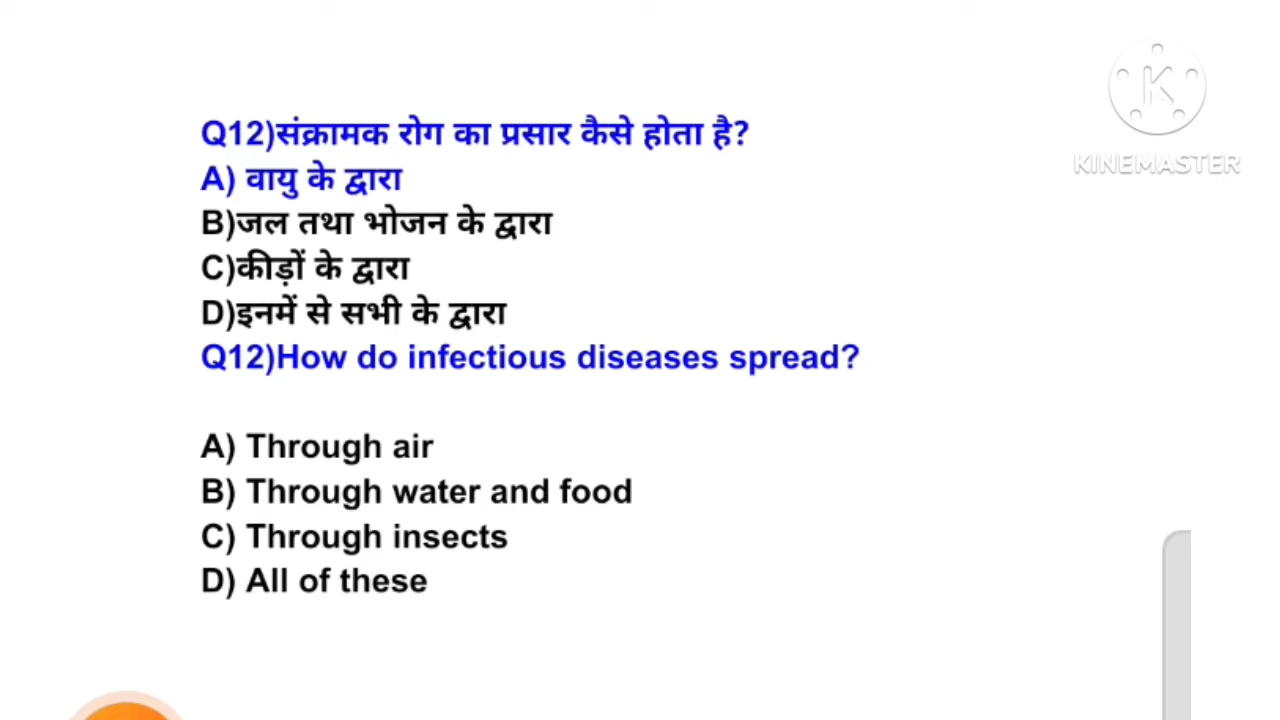 Q12)संक्रामक रोग का प्रसार कैसे होता है?
A) वायु के द्वारा
B)जल तथा भोजन के द्वारा
C)कीड़ों के द्वारा
D)इनमें से सभी के द्वारा
Q12)How do infectious diseases spread?
A) Through air
B) Through water and food
C) Through insects
D) All of these
K
KINEMASTER